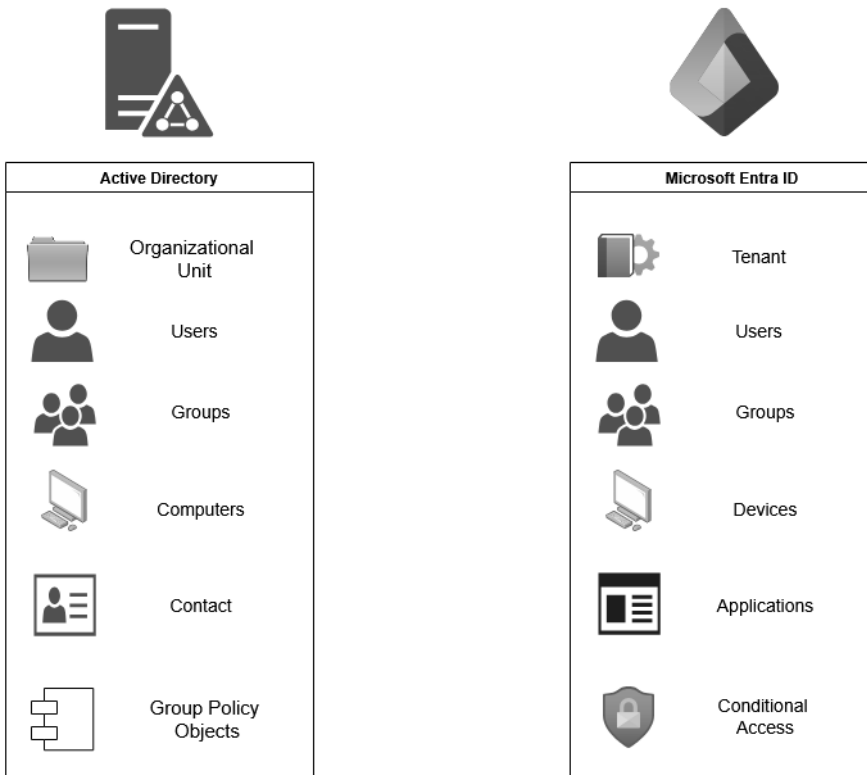 Active Directory
Organizational
Unit
Users
Groups
Computers
Contact
Group Policy
Objects
Microsoft Entra ID
Tenant
Users
Groups
Devices
Applications
Conditional
Access